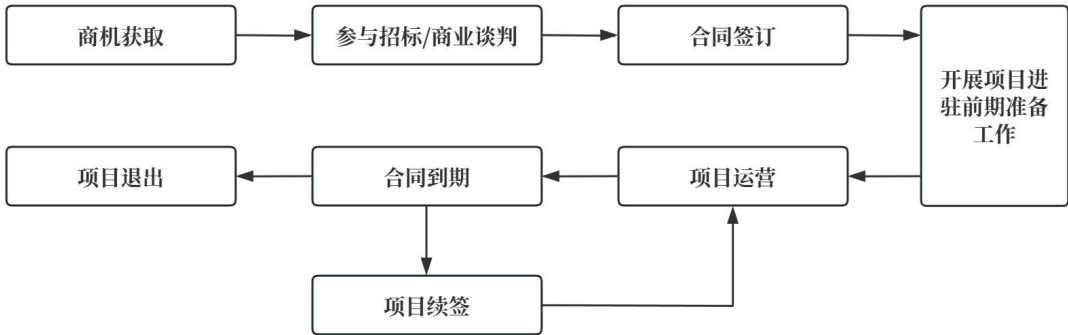 商机获取
参与招标/商业谈判
合同签订
开展项目进
驻前期准备
工作
项目退出
合同到期
项目运营
项目续签